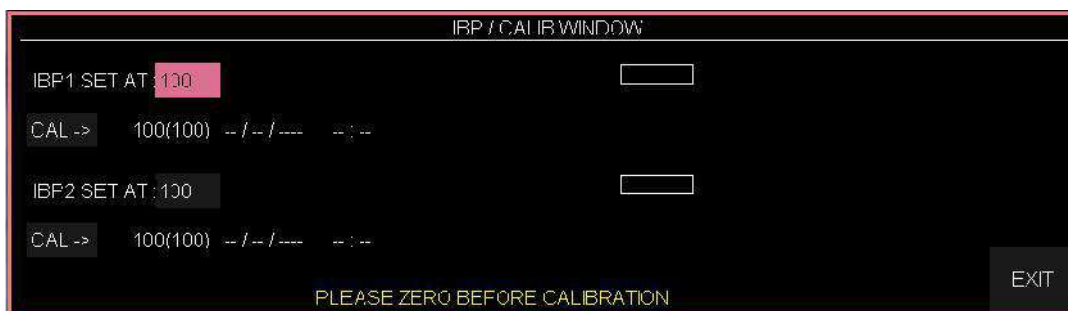 IBP / CALIB WINDOW
IBP1 SET AT : 100
CAL -> 100(100) -- / -- / ---- -- : --
IBP2 SET AT : 100
CAL -> 100(100) -- / -- / ---- -- : --
EXIT
PLEASE ZERO BEFORE CALIBRATION